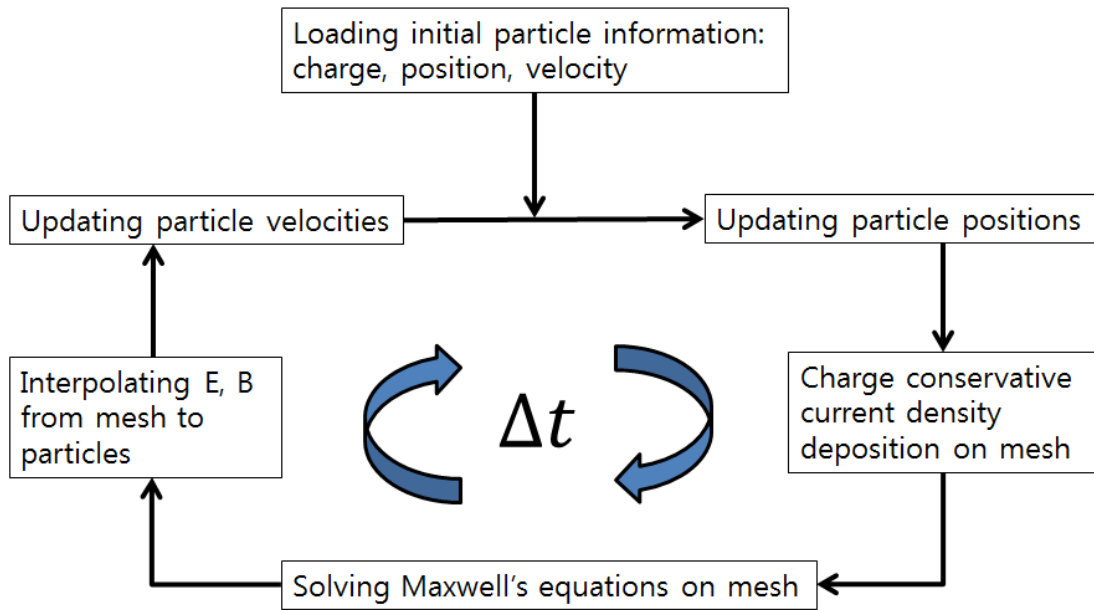 Loading initial particle information:
charge, position, velocity
Updating particle velocities
Updating particle positions
Interpolating E, B
from mesh to
particles
Δt
Charge conservative
current density
deposition on mesh
Solving Maxwell's equations on mesh